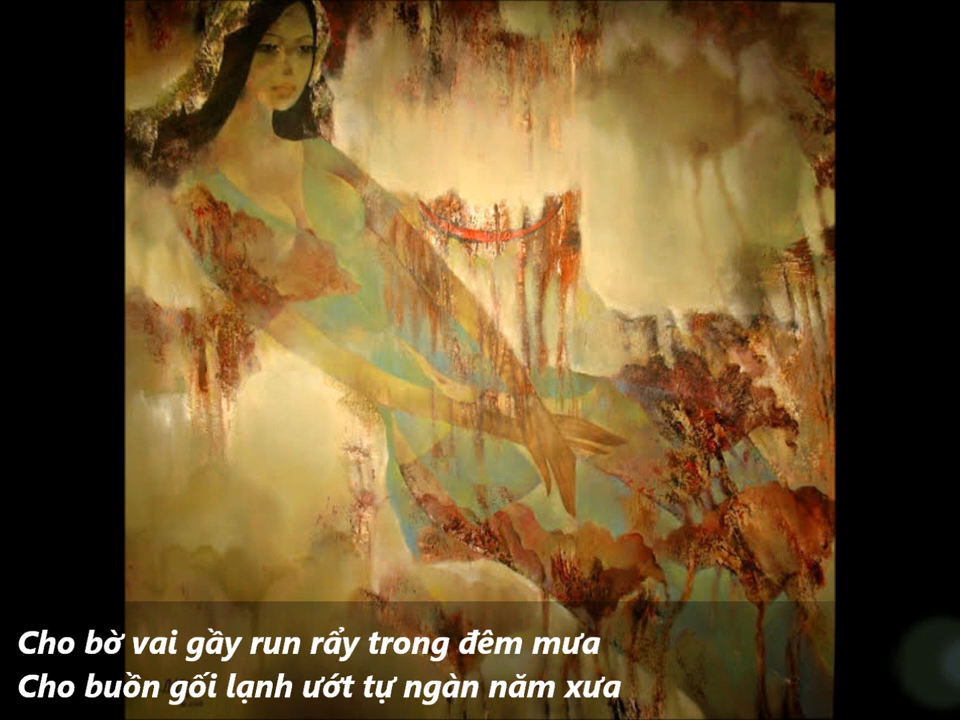 Cho bờ vai gầy run rẩy trong đêm mưa
Cho buồn gối lạnh ướt tự ngàn năm xưa